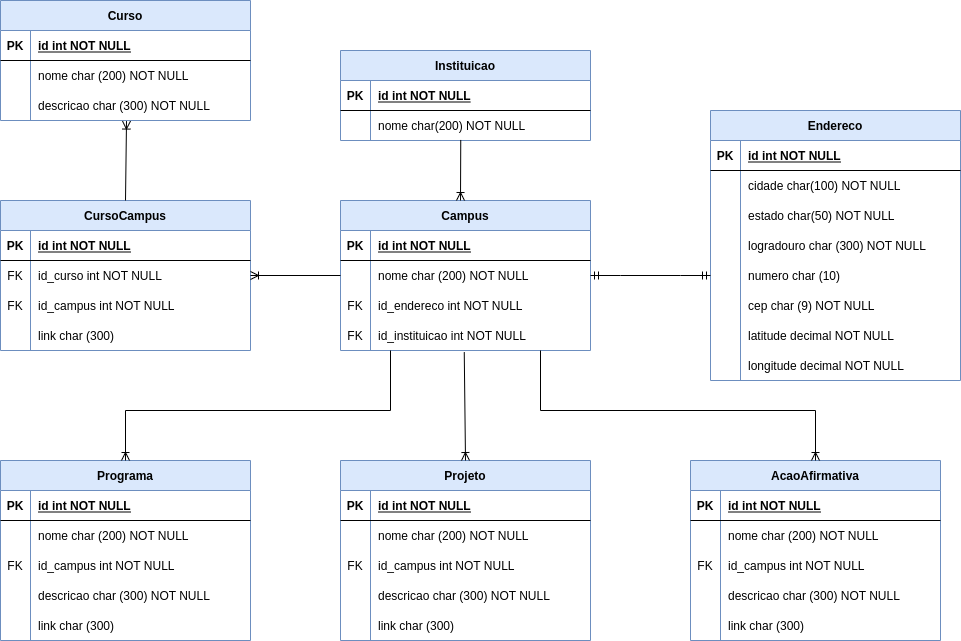 Curso
PK id int NOT NULL
nome char (200) NOT NULL
descricao char (300) NOT NULL
Instituicao
PK id int NOT NULL
nome char(200) NOT NULL
Endereco
PK id int NOT NULL
cidade char(100) NOT NULL
estado char(50) NOT NULL
logradouro char (300) NOT NULL
numero char (10)
cep char (9) NOT NULL
latitude decimal NOT NULL
longitude decimal NOT NULL
CursoCampus
PK id int NOT NULL
FK id_curso int NOT NULL
FK id_campus int NOT NULL
link char (300)
Campus
PK id int NOT NULL
nome char (200) NOT NULL
FK id_endereco int NOT NULL
FK id_instituicao int NOT NULL
Programa
PK id int NOT NULL
nome char (200) NOT NULL
FK id_campus int NOT NULL
descricao char (300) NOT NULL
link char (300)
Projeto
PK id int NOT NULL
nome char (200) NOT NULL
FK id_campus int NOT NULL
descricao char (300) NOT NULL
link char (300)
AcaoAfirmativa
PK id int NOT NULL
nome char (200) NOT NULL
FK id_campus int NOT NULL
descricao char (300) NOT NULL
link char (300)